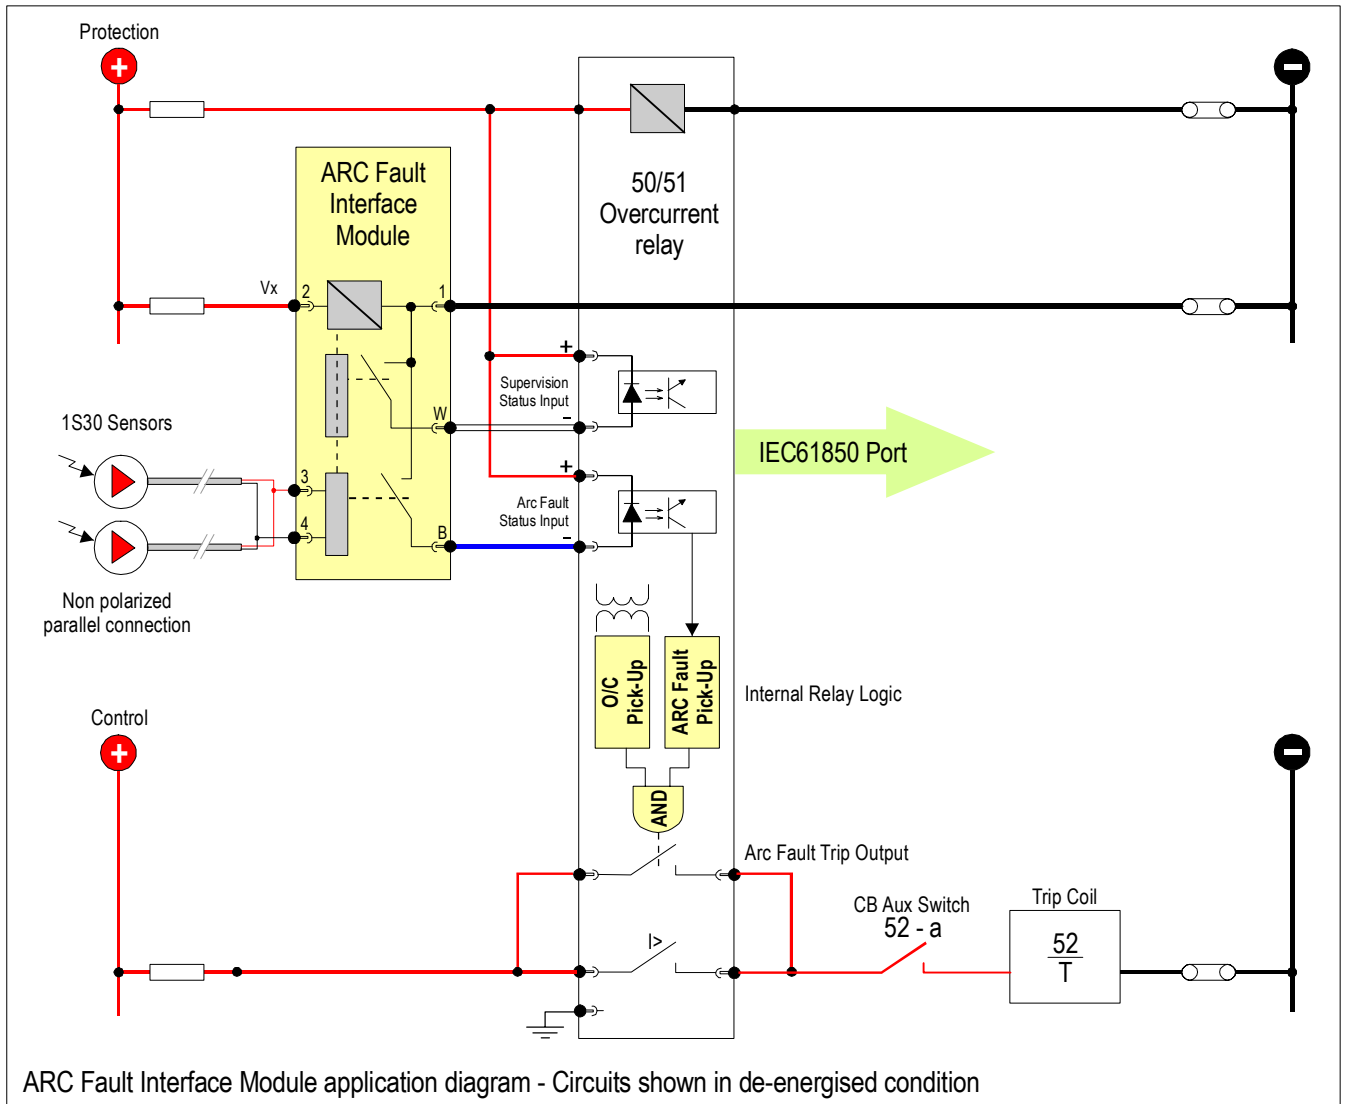 Protection
+
−
ARC Fault
Interface
Module
50/51
Overcurrent
relay
Vx
2
1
+
Supervision
Status Input
−
W
1S30 Sensors
IEC61850 Port
+
3
Arc Fault
Status Input
4
B
−
Non polarized
parallel connection
O/C
Pick-Up
ARC Fault
Pick-Up
Internal Relay Logic
Control
+
−
AND
Arc Fault Trip Output
CB Aux Switch
52 - a
Trip Coil
I>
52
T
ARC Fault Interface Module application diagram - Circuits shown in de-energised condition